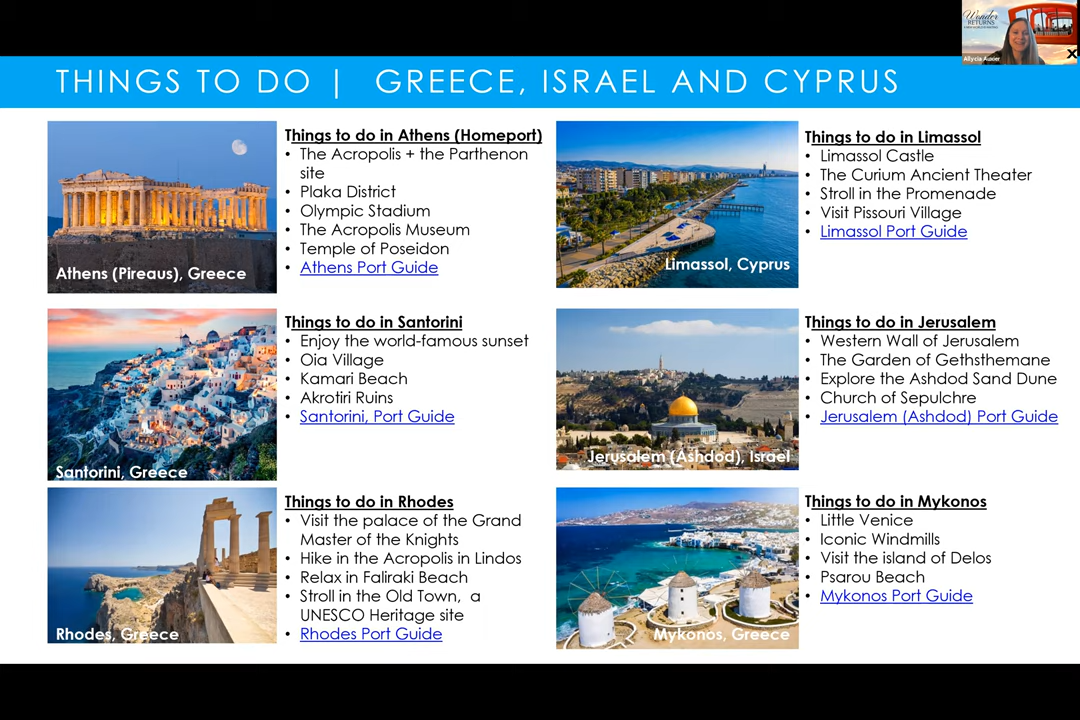 Wonder
RETURNS
Allycia Auxier
THINGS TO DO | GREECE, ISRAEL AND CYPRUS
Athens (Pireaus), Greece
Things to do in Athens (Homeport)
• The Acropolis + the Parthenon
site
• Plaka District
• Olympic Stadium
• The Acropolis Museum
• Temple of Poseidon
• Athens Port Guide
Limassol, Cyprus
Things to do in Limassol
• Limassol Castle
• The Curium Ancient Theater
• Stroll in the Promenade
• Visit Pissouri Village
• Limassol Port Guide
Santorini, Greece
Things to do in Santorini
• Enjoy the world-famous sunset
• Oia Village
• Kamari Beach
• Akrotiri Ruins
• Santorini, Port Guide
Jerusalem (Ashdod), Israel
Things to do in Jerusalem
• Western Wall of Jerusalem
• The Garden of Gethsthemane
• Explore the Ashdod Sand Dune
• Church of Sepulchre
• Jerusalem (Ashdod) Port Guide
Rhodes, Greece
Things to do in Rhodes
• Visit the palace of the Grand
Master of the Knights
• Hike in the Acropolis in Lindos
• Relax in Faliraki Beach
• Stroll in the Old Town, a
UNESCO Heritage site
• Rhodes Port Guide
Mykonos, Greece
Things to do in Mykonos
• Little Venice
• Iconic Windmills
• Visit the island of Delos
• Psarou Beach
• Mykonos Port Guide